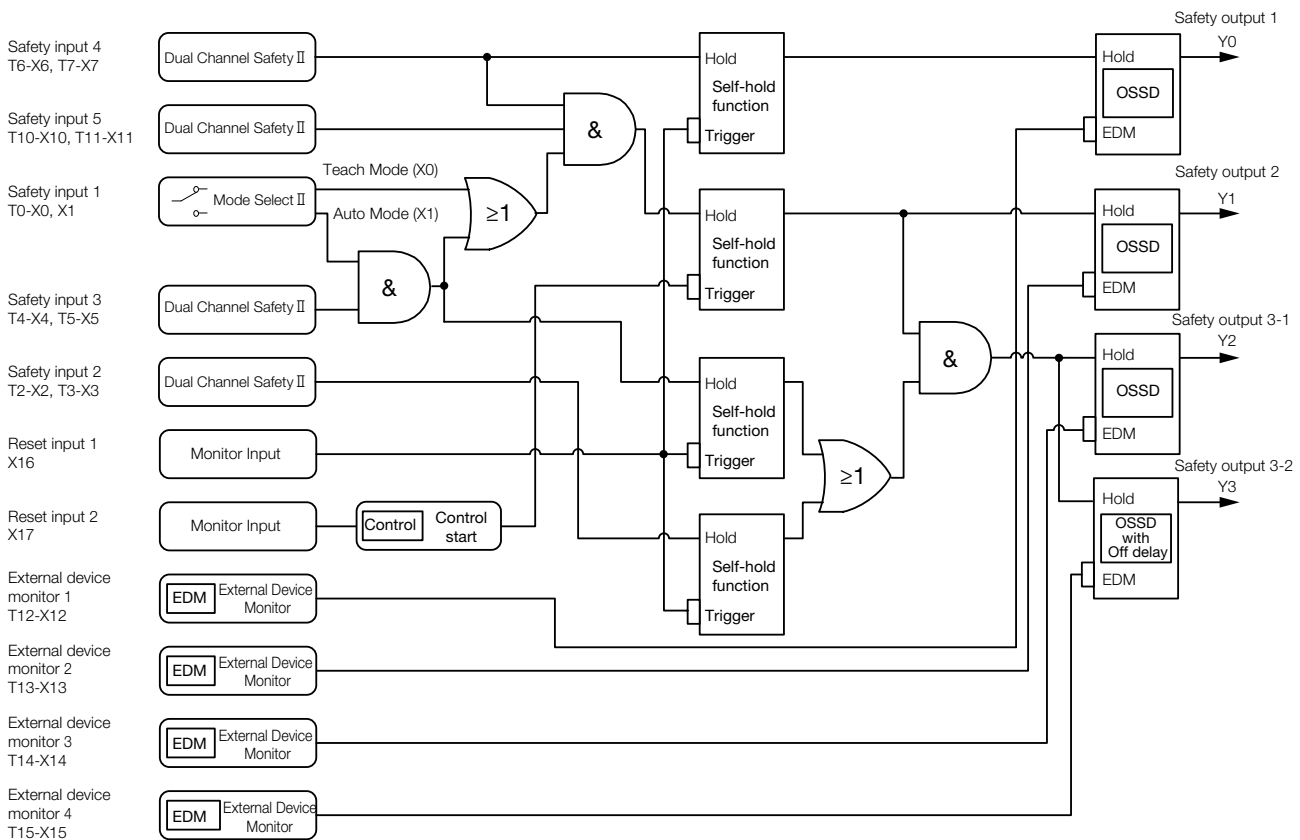 Safety input 4
T6-X6, T7-X7
Dual Channel Safety Ⅱ
Safety input 5
T10-X10, T11-X11
Dual Channel Safety Ⅱ
Safety input 1
T0-X0, X1
Mode Select Ⅱ
Teach Mode (X0)
Auto Mode (X1)
Safety input 3
T4-X4, T5-X5
Dual Channel Safety Ⅱ
Safety input 2
T2-X2, T3-X3
Dual Channel Safety Ⅱ
Reset input 1
X16
Monitor Input
Reset input 2
X17
Monitor Input
Control
Control
start
External device
monitor 1
T12-X12
EDM
External Device
Monitor
External device
monitor 2
T13-X13
EDM
External Device
Monitor
External device
monitor 3
T14-X14
EDM
External Device
Monitor
External device
monitor 4
T15-X15
EDM
External Device
Monitor
&
≥1
&
Hold
Self-hold
function
Trigger
Hold
Self-hold
function
Trigger
Hold
Self-hold
function
Trigger
Hold
Self-hold
function
Trigger
≥1
&
Safety output 1
Y0
Hold
OSSD
EDM
Safety output 2
Y1
Hold
OSSD
EDM
Safety output 3-1
Y2
Hold
OSSD
EDM
Safety output 3-2
Y3
Hold
OSSD
with
Off delay
EDM